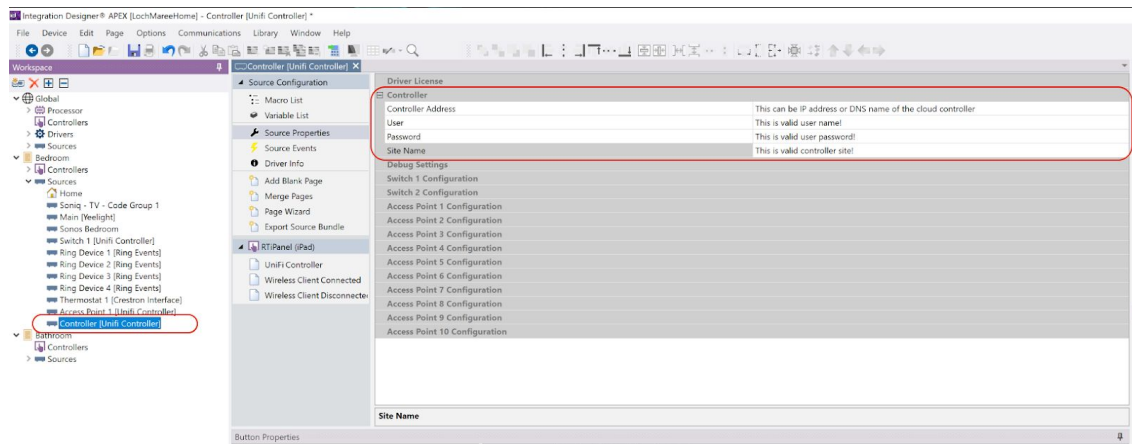 Integration Designer® APEX [LochMareeHome] - Controller [Unifi Controller] *
File Device Edit Page Options Communications Library Window Help
Workspace
Controller [Unifi Controller] X
Global
Processor
Controllers
Drivers
Sources
Bedroom
Controllers
Sources
Home
Soniq - TV - Code Group 1
Main [Yeelight]
Sonos Bedroom
Switch 1 [Unifi Controller]
Ring Device 1 [Ring Events]
Ring Device 2 [Ring Events]
Ring Device 3 [Ring Events]
Ring Device 4 [Ring Events]
Thermostat 1 [Crestron Interface]
Access Point 1 [Unifi Controller]
Controller [Unifi Controller]
Bathroom
Controllers
Sources
Source Configuration
Macro List
Variable List
Source Properties
Source Events
Driver Info
Add Blank Page
Merge Pages
Page Wizard
Export Source Bundle
RTiPanel (iPad)
UniFi Controller
Wireless Client Connected
Wireless Client Disconnecte
Driver License
Controller
Controller Address This can be IP address or DNS name of the cloud controller
User This is valid user name!
Password This is valid user password!
Site Name This is valid controller site!
Debug Settings
Switch 1 Configuration
Switch 2 Configuration
Access Point 1 Configuration
Access Point 2 Configuration
Access Point 3 Configuration
Access Point 4 Configuration
Access Point 5 Configuration
Access Point 6 Configuration
Access Point 7 Configuration
Access Point 8 Configuration
Access Point 9 Configuration
Access Point 10 Configuration
Site Name
Button Properties